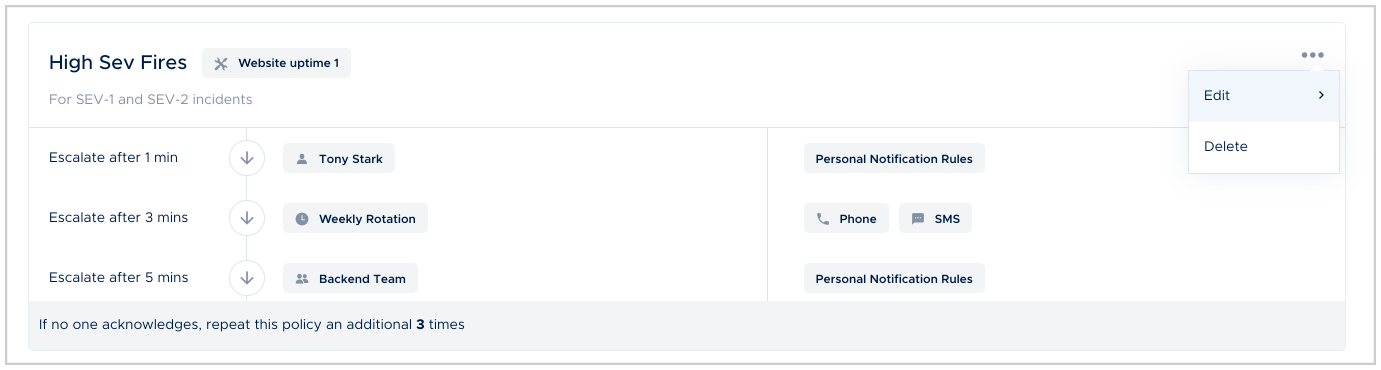 High Sev Fires Website uptime 1
For SEV-1 and SEV-2 incidents
Edit
Delete
Escalate after 1 min Tony Stark Personal Notification Rules
Escalate after 3 mins Weekly Rotation Phone SMS
Escalate after 5 mins Backend Team Personal Notification Rules
If no one acknowledges, repeat this policy an additional 3 times